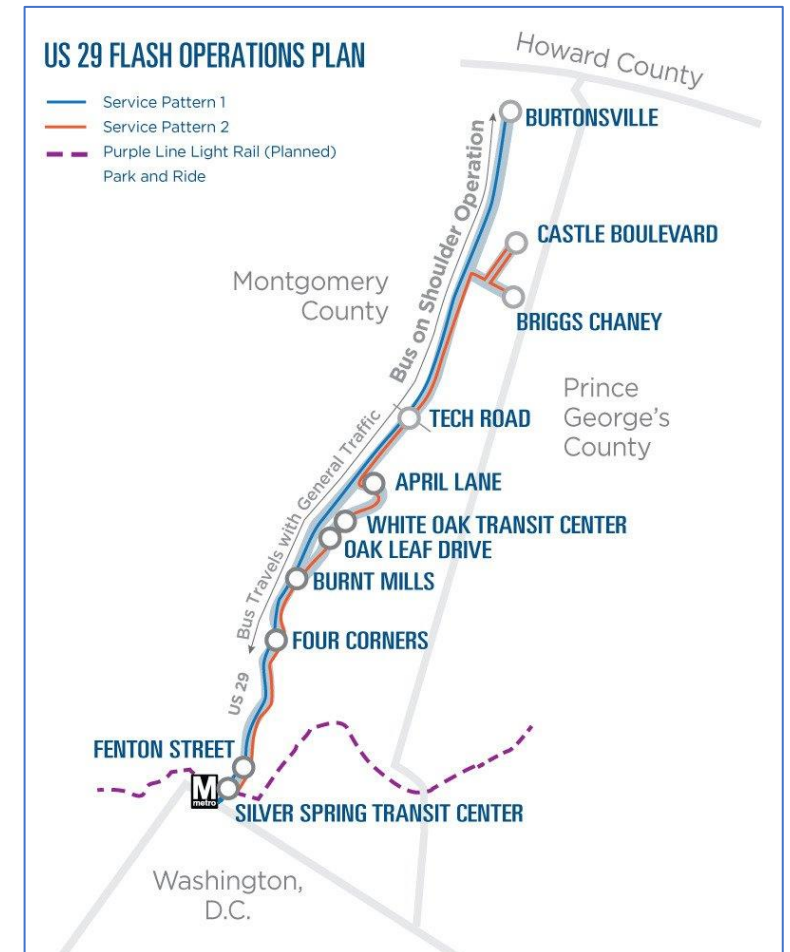 US 29 FLASH OPERATIONS PLAN
Service Pattern 1
Service Pattern 2
Purple Line Light Rail (Planned)
Park and Ride
Howard County
BURTONSVILLE
Bus on Shoulder Operation
CASTLE BOULEVARD
Montgomery
County
BRIGGS CHANEY
Prince
George's
County
TECH ROAD
Bus Travels with General Traffic
APRIL LANE
WHITE OAK TRANSIT CENTER
OAK LEAF DRIVE
BURNT MILLS
FOUR CORNERS
US 29
FENTON STREET
M
metro
SILVER SPRING TRANSIT CENTER
Washington,
D.C.